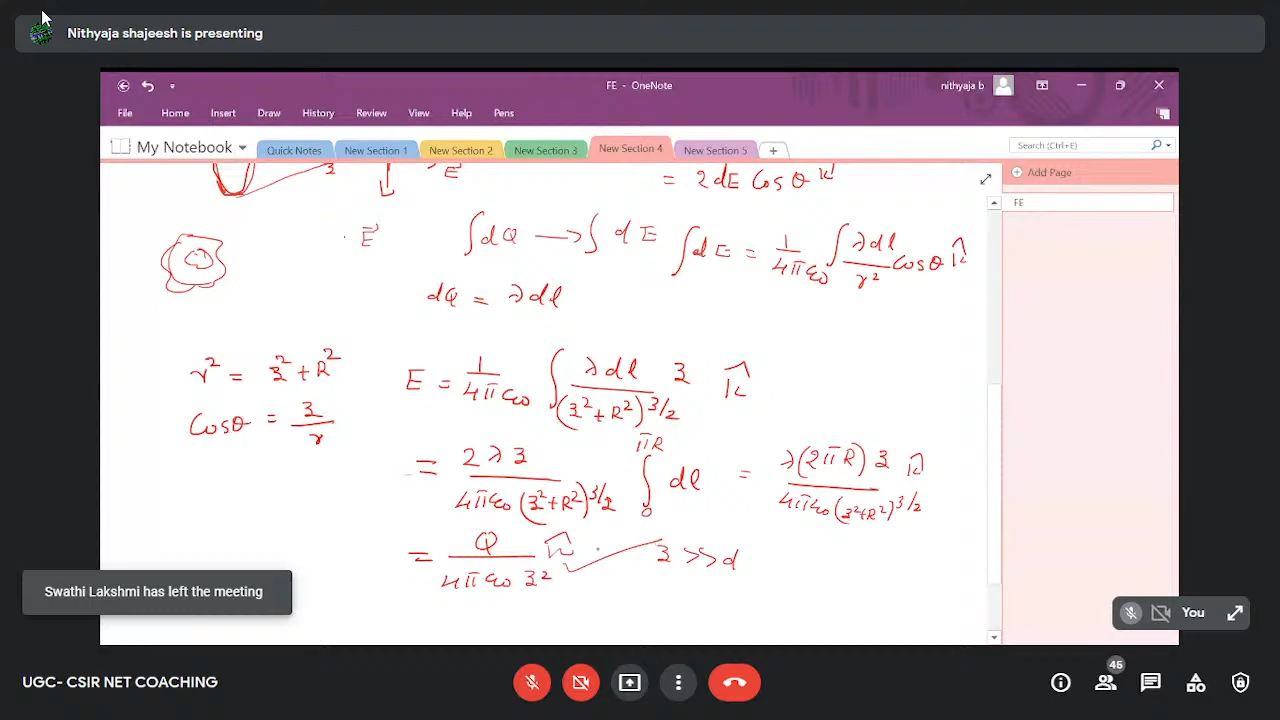 Nithyaja shajeesh is presenting
FE - OneNote
nithyaja b
File Home Insert Draw History Review View Help Pens
My Notebook
Quick Notes New Section 1 New Section 2 New Section 3 New Section 4 New Section 5 +
Search (Ctrl+E)
Add Page
FE
E⃗
= 2dE Cosθ k̂
E⃗
∫dQ ⟶ ∫dE
∫dE = 1/4πε₀ ∫ λdl/r² cosθ k̂
dQ = λdl
r² = z² + R²
E = 1/4πε₀ ∫ λdl z/(z²+R²)^3/2 k̂
Cosθ = z/r
= 2λz/4πε₀(z²+R²)^3/2 ∫₀^πR dl = λ(2πR) z k̂/4πε₀(z²+R²)^3/2
= Q/4πε₀ z² n̂ z >> d
Swathi Lakshmi has left the meeting
You
UGC- CSIR NET COACHING
45